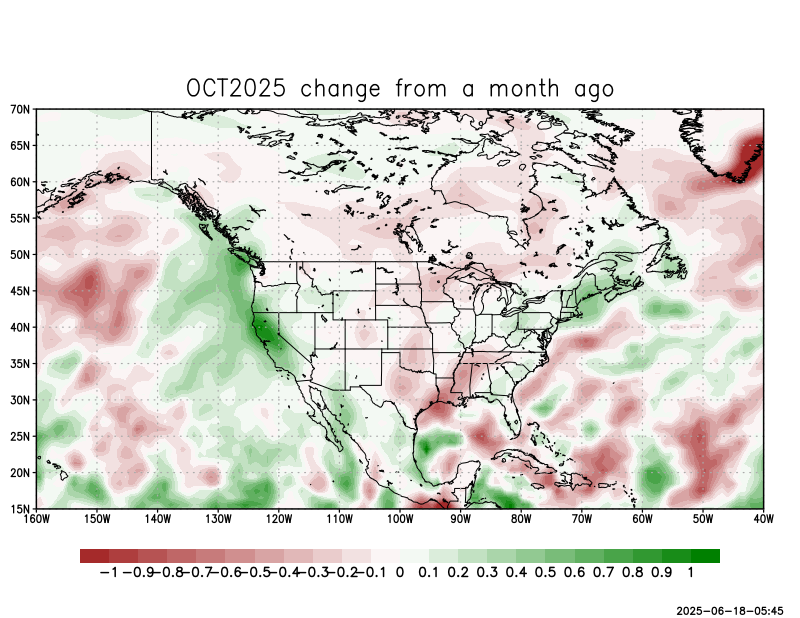 OCT2025 change from a month ago
70N
65N
60N
55N
50N
45N
40N
35N
30N
25N
20N
15N
160W 150W 140W 130W 120W 110W 100W 90W 80W 70W 60W 50W 40W
−1 −0.9 −0.8 −0.7 −0.6 −0.5 −0.4 −0.3 −0.2 −0.1 0 0.1 0.2 0.3 0.4 0.5 0.6 0.7 0.8 0.9 1
2025-06-18-05:45